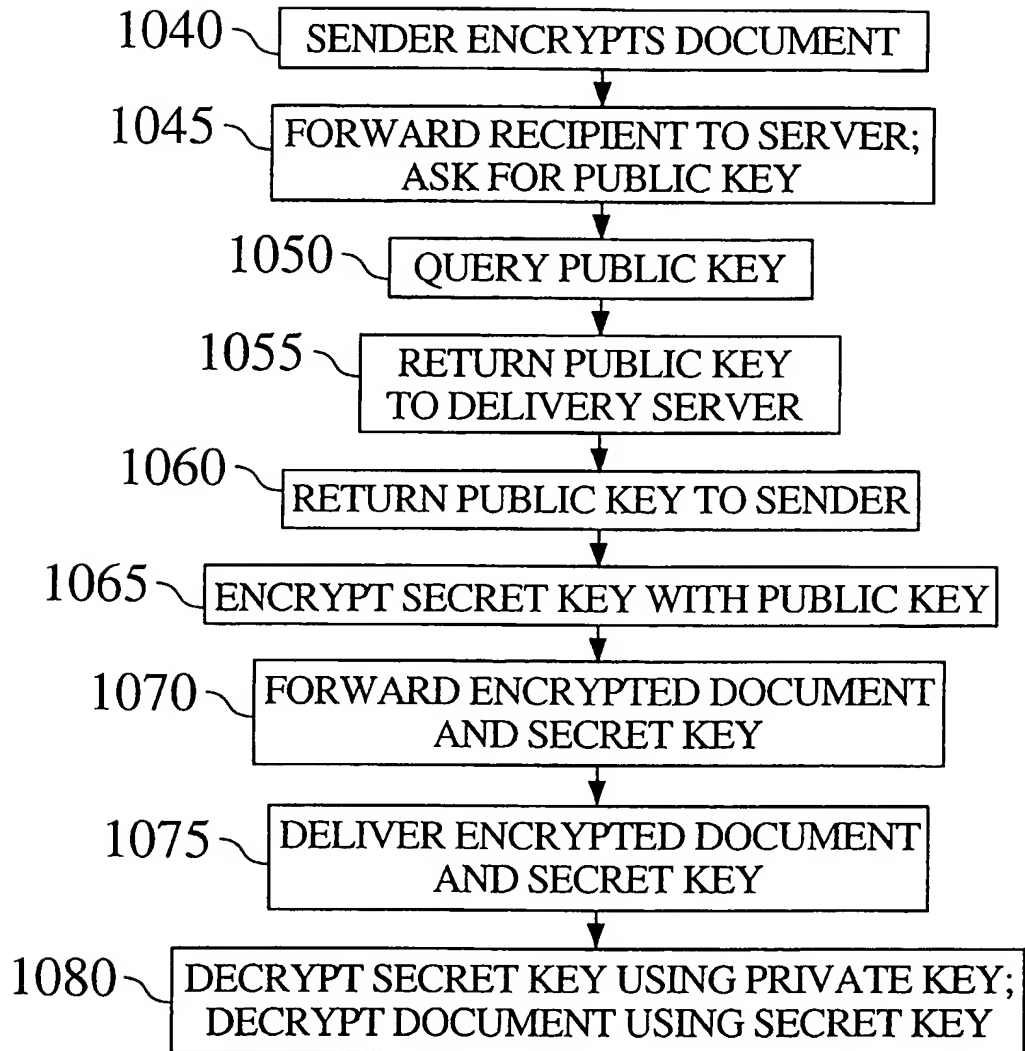 1040 SENDER ENCRYPTS DOCUMENT
1045 FORWARD RECIPIENT TO SERVER;
ASK FOR PUBLIC KEY
1050 QUERY PUBLIC KEY
1055 RETURN PUBLIC KEY
TO DELIVERY SERVER
1060 RETURN PUBLIC KEY TO SENDER
1065 ENCRYPT SECRET KEY WITH PUBLIC KEY
1070 FORWARD ENCRYPTED DOCUMENT
AND SECRET KEY
1075 DELIVER ENCRYPTED DOCUMENT
AND SECRET KEY
1080 DECRYPT SECRET KEY USING PRIVATE KEY;
DECRYPT DOCUMENT USING SECRET KEY